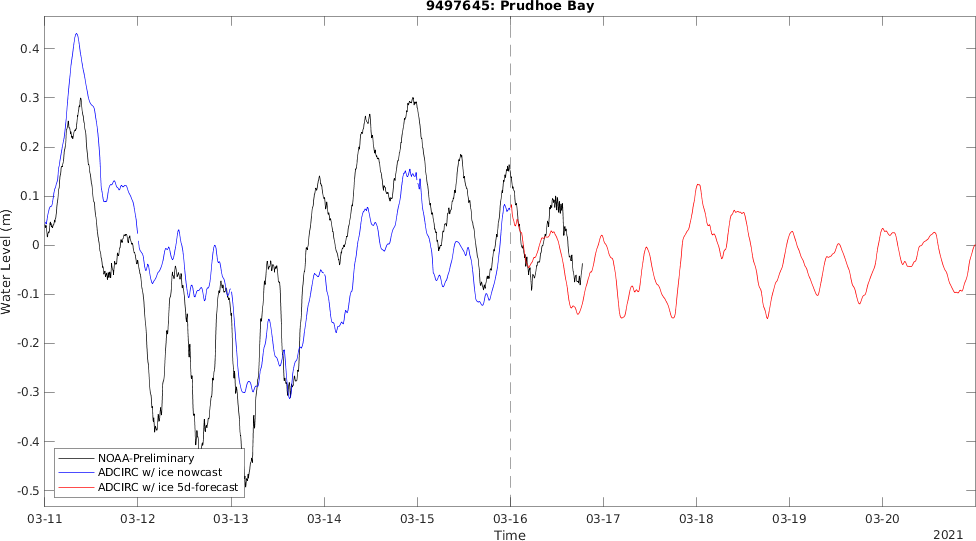 9497645: Prudhoe Bay
Water Level (m)
0.4
0.3
0.2
0.1
0
-0.1
-0.2
-0.3
-0.4
-0.5
NOAA-Preliminary
ADCIRC w/ ice nowcast
ADCIRC w/ ice 5d-forecast
03-11 03-12 03-13 03-14 03-15 03-16 03-17 03-18 03-19 03-20
Time
2021